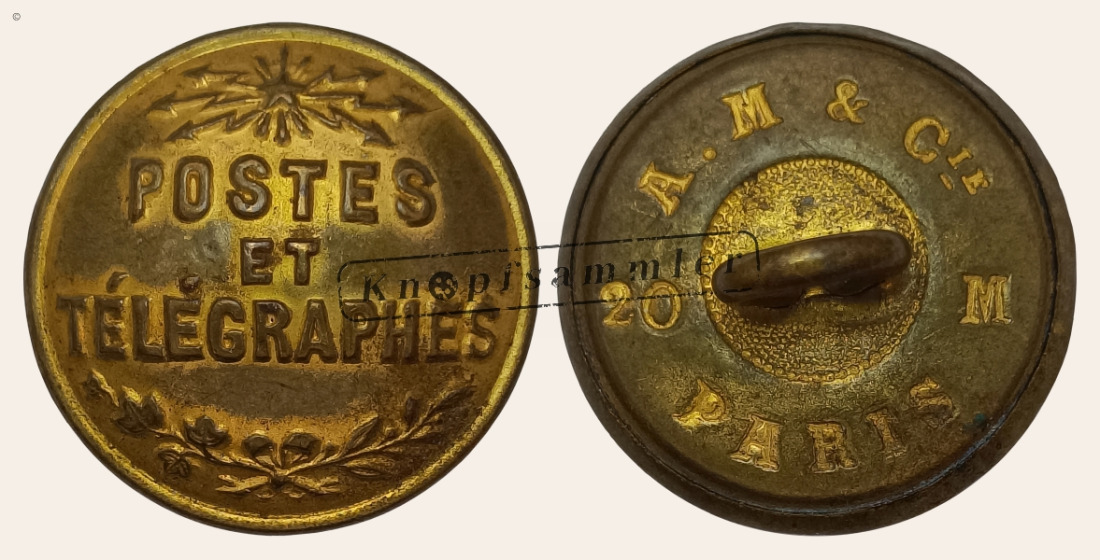 ©
POSTES
ET
TÉLÉGRAPHES
Knopfsammler
A. M & CIE
20 M
PARIS